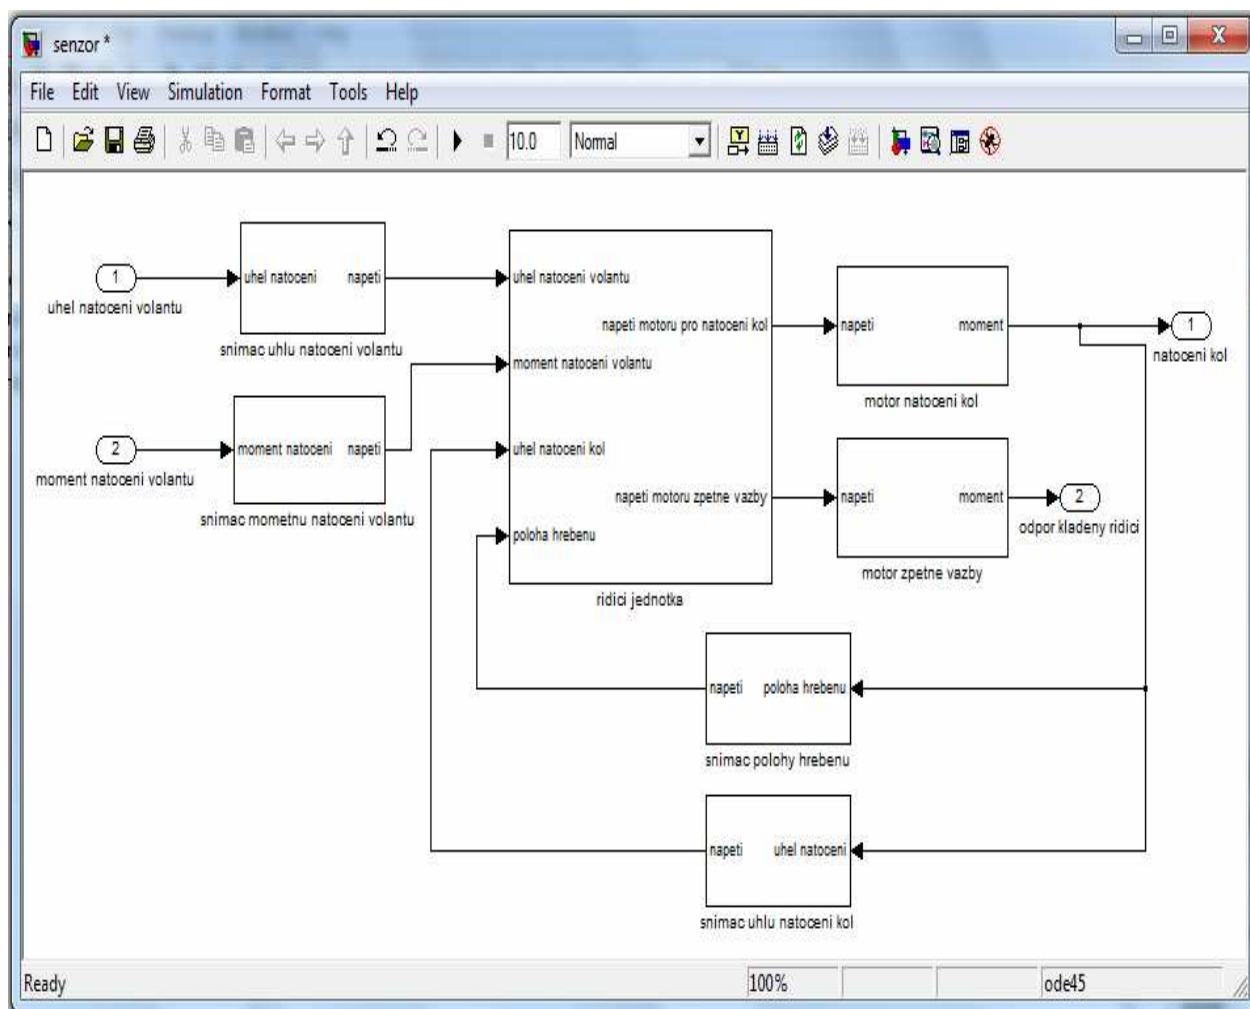 senzor *
File Edit View Simulation Format Tools Help
10.0 Normal
1
uhel natoceni volantu
uhel natoceni napeti
snimac uhlu natoceni volantu
2
moment natoceni volantu
moment natoceni napeti
snimac mometnu natoceni volantu
uhel natoceni volantu
napeti motoru pro natoceni kol
moment natoceni volantu
uhel natoceni kol
napeti motoru zpetne vazby
poloha hrebenu
ridici jednotka
napeti moment
motor natoceni kol
1
natoceni kol
napeti moment
motor zpetne vazby
2
odpor kladeny ridici
napeti poloha hrebenu
snimac polohy hrebenu
napeti uhel natoceni
snimac uhlu natoceni kol
Ready 100% ode45